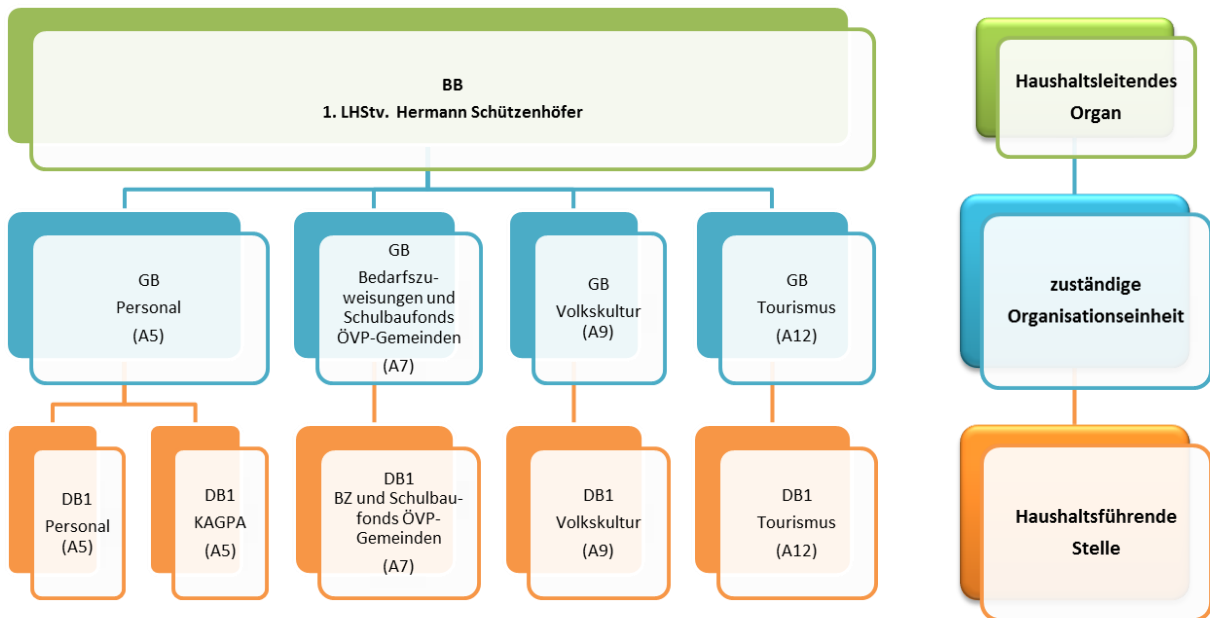 BB
1. LHStv. Hermann Schützenhöfer
Haushaltsleitendes
Organ
GB
Personal
(A5)
GB
Bedarfszu-
weisungen und
Schulbaufonds
ÖVP-Gemeinden
(A7)
GB
Volkskultur
(A9)
GB
Tourismus
(A12)
zuständige
Organisationseinheit
DB1
Personal
(A5)
DB1
KAGPA
(A5)
DB1
BZ und Schulbau-
fonds ÖVP-
Gemeinden
(A7)
DB1
Volkskultur
(A9)
DB1
Tourismus
(A12)
Haushaltsführende
Stelle